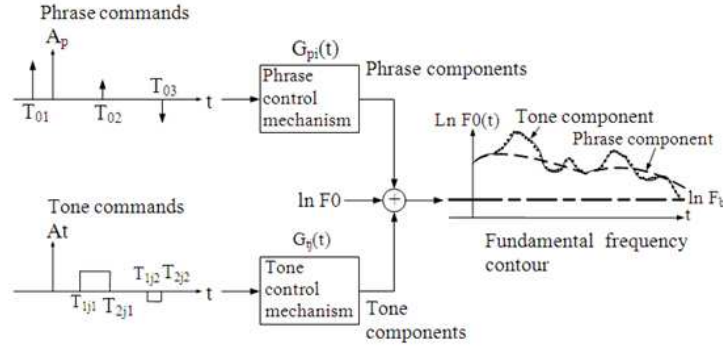 Phrase commands
Ap
T01
T02
T03
t
Gpi(t)
Phrase
control
mechanism
Phrase components
Tone commands
At
T1j1
T2j1
T1j2
T2j2
t
Gtj(t)
Tone
control
mechanism
Tone
components
ln F0
+
Ln F0(t)
Tone component
Phrase component
ln Fb
t
Fundamental frequency
contour